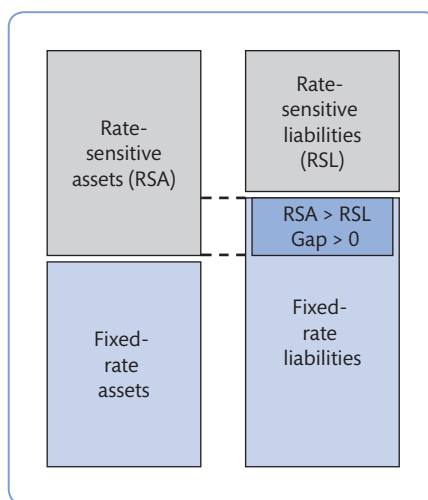 Rate-
sensitive
assets (RSA)
Rate-
sensitive
liabilities
(RSL)
RSA > RSL
Gap > 0
Fixed-
rate
assets
Fixed-
rate
liabilities